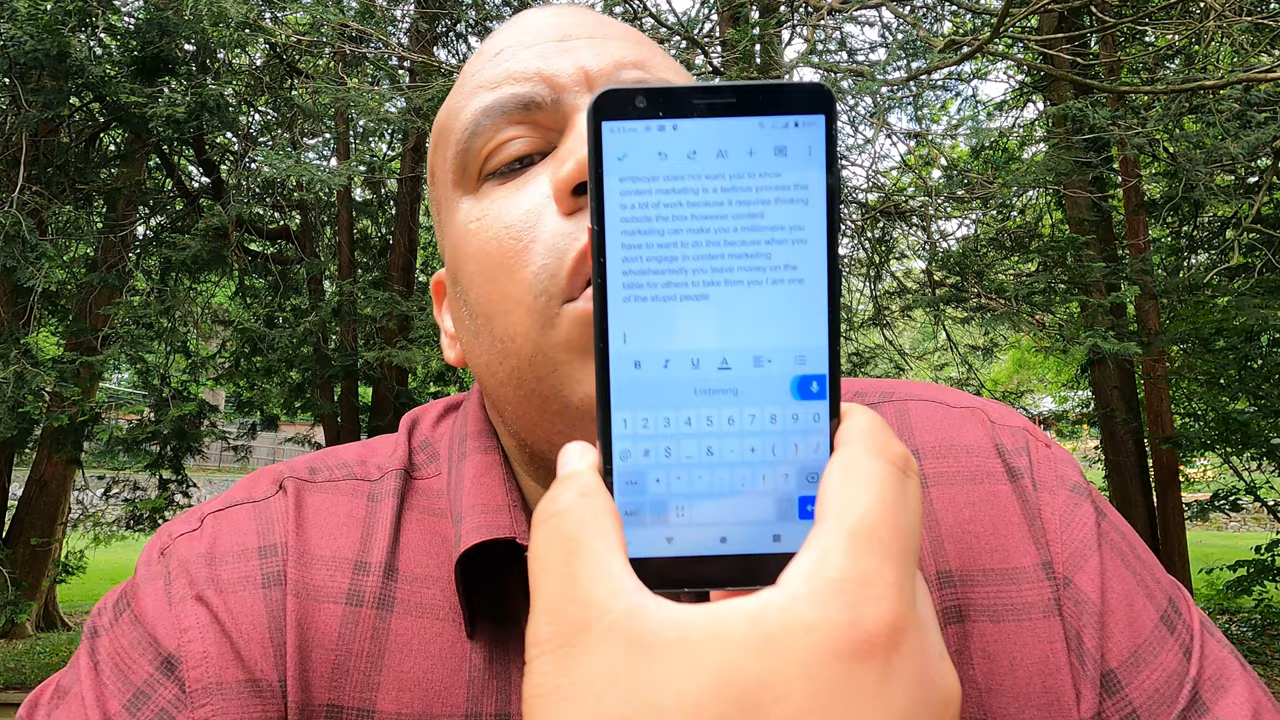 employer does not want you to know
content marketing is a tedious process this
is a lot of work because it requires thinking
outside the box however content
marketing can make you a millionaire you
have to want to do this because when you
don't engage in content marketing
wholeheartedly you leave money on the
table for others to take from you I am one
of the stupid people
B I U A
Listening
1 2 3 4 5 6 7 8 9 0
@ # $ _ & - + ( ) /
! ?
ABC